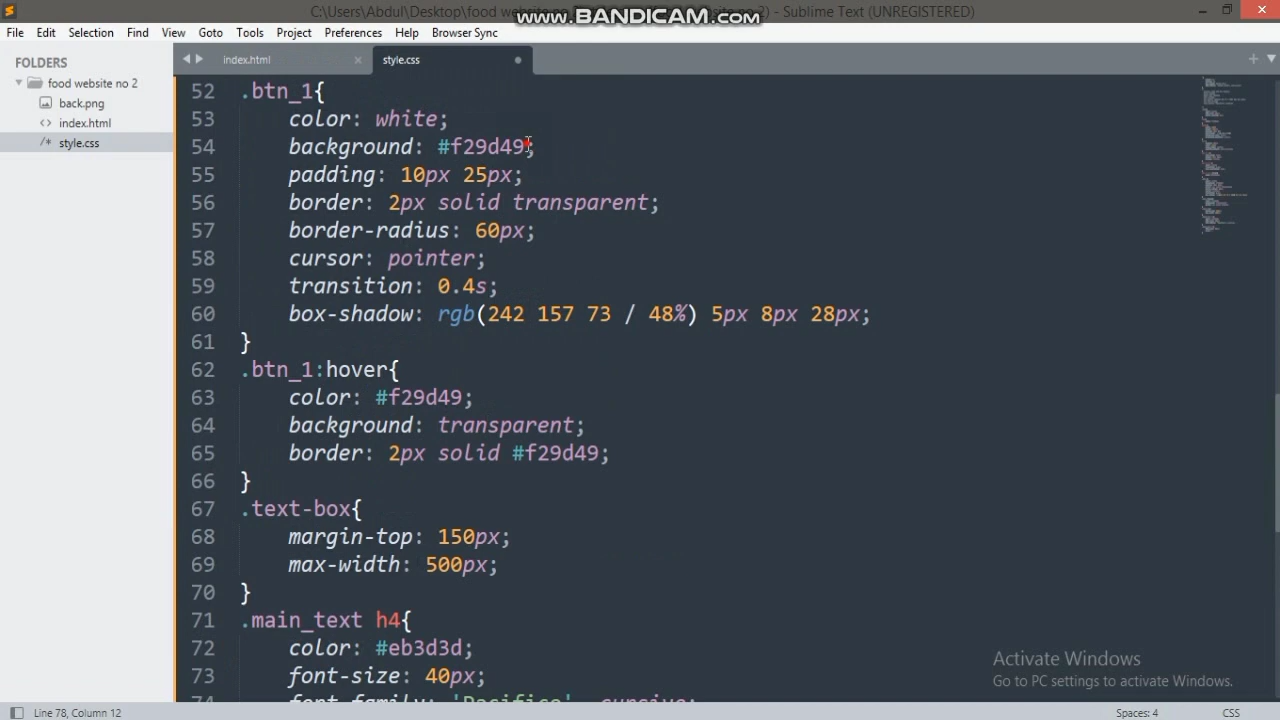 C:\Users\Abdul\Desktop\food website no 2) - Sublime Text (UNREGISTERED)
www.BANDICAM.com
File Edit Selection Find View Goto Tools Project Preferences Help Browser Sync
FOLDERS
food website no 2
back.png
index.html
style.css
index.html × style.css
52 .btn_1{
53 color: white;
54 background: #f29d49;
55 padding: 10px 25px;
56 border: 2px solid transparent;
57 border-radius: 60px;
58 cursor: pointer;
59 transition: 0.4s;
60 box-shadow: rgb(242 157 73 / 48%) 5px 8px 28px;
61 }
62 .btn_1:hover{
63 color: #f29d49;
64 background: transparent;
65 border: 2px solid #f29d49;
66 }
67 .text-box{
68 margin-top: 150px;
69 max-width: 500px;
70 }
71 .main_text h4{
72 color: #eb3d3d;
73 font-size: 40px;
74 font-family: 'Pacifico', cursive;
Activate Windows
Go to PC settings to activate Windows.
Line 78, Column 12
Spaces: 4
CSS